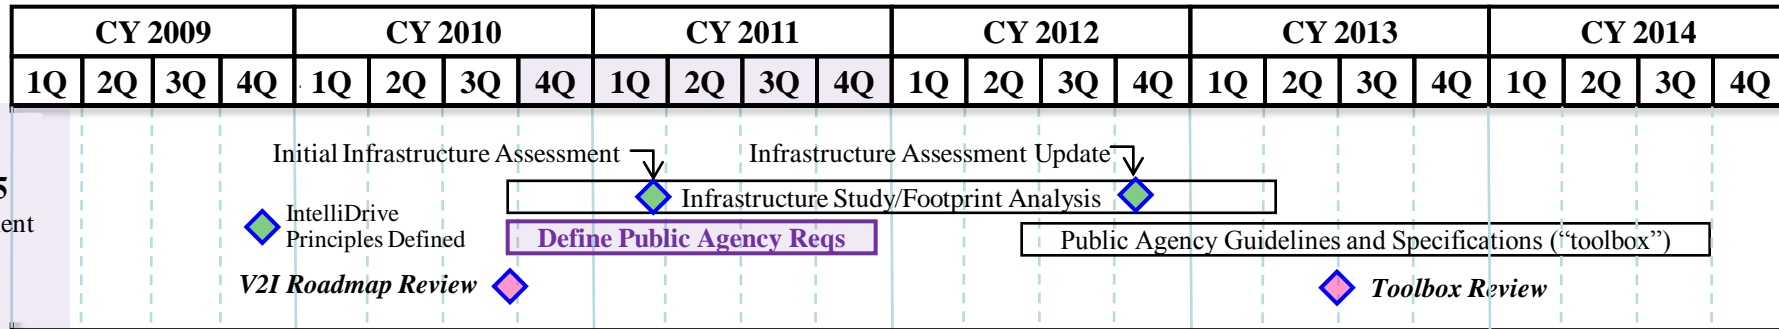 CY 2009 CY 2010 CY 2011 CY 2012 CY 2013 CY 2014
1Q 2Q 3Q 4Q 1Q 2Q 3Q 4Q 1Q 2Q 3Q 4Q 1Q 2Q 3Q 4Q 1Q 2Q 3Q 4Q 1Q 2Q 3Q 4Q
Initial Infrastructure Assessment Infrastructure Assessment Update
5
ent
Infrastructure Study/Footprint Analysis
IntelliDrive
Principles Defined
Define Public Agency Reqs
Public Agency Guidelines and Specifications (“toolbox”)
V2I Roadmap Review
Toolbox Review